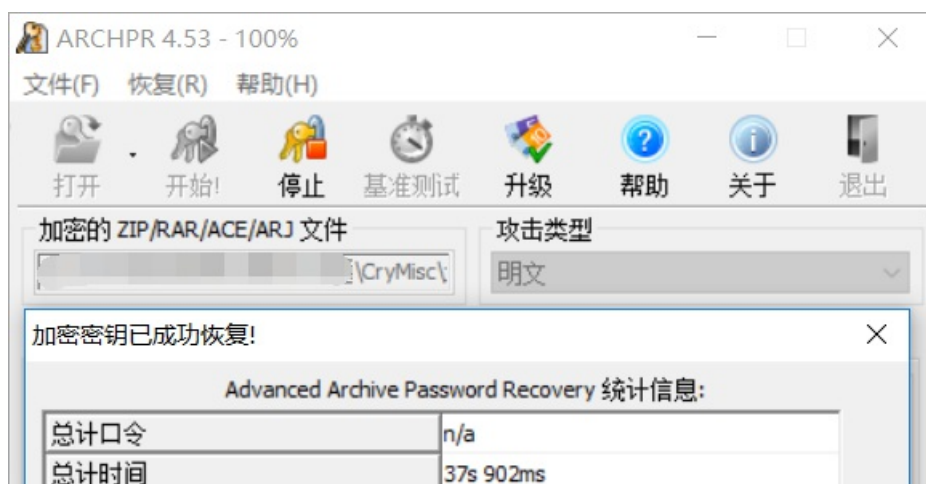 ARCHPR 4.53 - 100%
文件(F) 恢复(R) 帮助(H)
打开 开始! 停止 基准测试 升级 帮助 关于 退出
加密的 ZIP/RAR/ACE/ARJ 文件 攻击类型
\CryMisc\ 明文
加密密钥已成功恢复!
Advanced Archive Password Recovery 统计信息:
总计口令 n/a
总计时间 37s 902ms